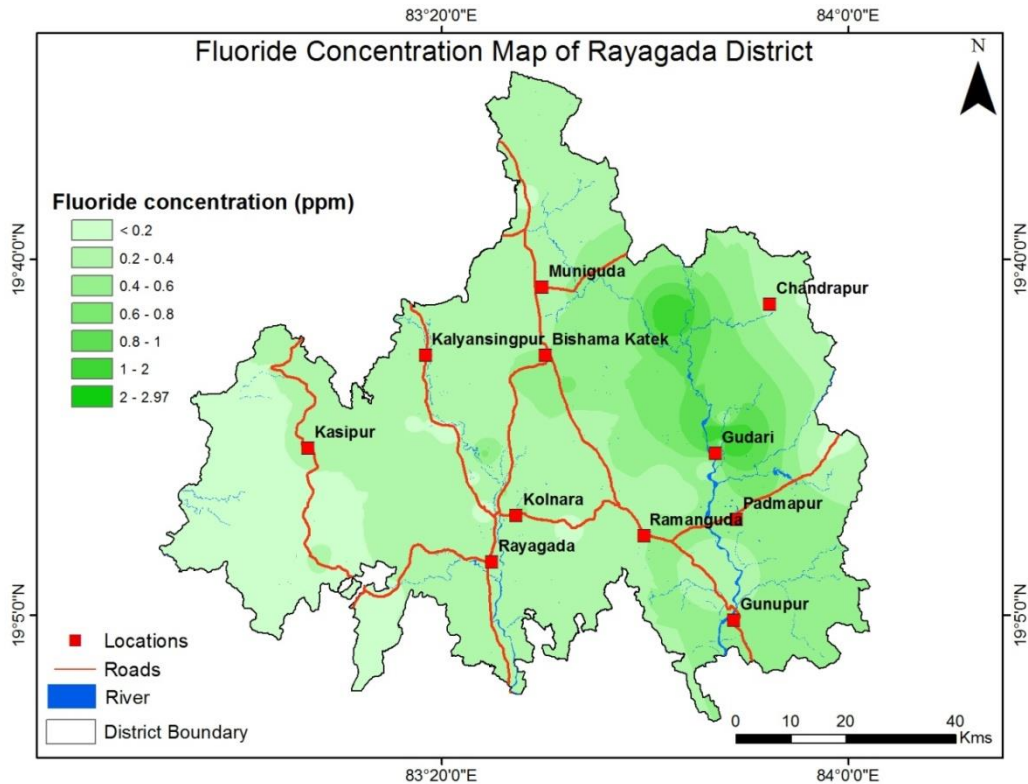 83°20'0"E
84°0'0"E
Fluoride Concentration Map of Rayagada District
N
Fluoride concentration (ppm)
< 0.2
0.2 - 0.4
0.4 - 0.6
0.6 - 0.8
0.8 - 1
1 - 2
2 - 2.97
19°40'0"N
19°40'0"N
Muniguda
Chandrapur
Kalyansingpur
Bishama Katek
Kasipur
Gudari
Kolnara
Ramanguda
Padmapur
Rayagada
19°5'0"N
19°5'0"N
Gunupur
Locations
Roads
River
District Boundary
0 10 20 40
Kms
83°20'0"E
84°0'0"E